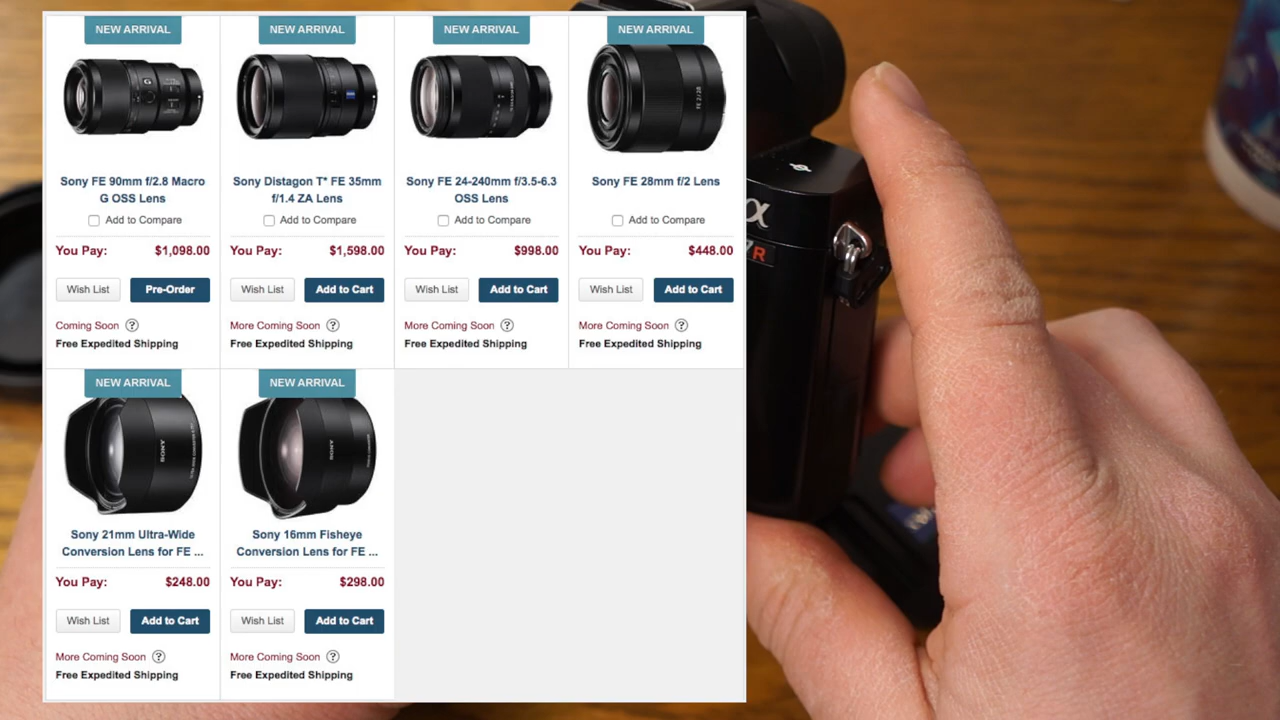 NEW ARRIVAL
NEW ARRIVAL
NEW ARRIVAL
NEW ARRIVAL
Sony FE 90mm f/2.8 Macro
G OSS Lens
Add to Compare
You Pay: $1,098.00
Wish List
Pre-Order
Coming Soon ?
Free Expedited Shipping
Sony Distagon T* FE 35mm
f/1.4 ZA Lens
Add to Compare
You Pay: $1,598.00
Wish List
Add to Cart
More Coming Soon ?
Free Expedited Shipping
Sony FE 24-240mm f/3.5-6.3
OSS Lens
Add to Compare
You Pay: $998.00
Wish List
Add to Cart
More Coming Soon ?
Free Expedited Shipping
FE 2/28
Sony FE 28mm f/2 Lens
Add to Compare
You Pay: $448.00
Wish List
Add to Cart
More Coming Soon ?
Free Expedited Shipping
NEW ARRIVAL
SONY
Sony 21mm Ultra-Wide
Conversion Lens for FE ...
You Pay: $248.00
Wish List
Add to Cart
More Coming Soon ?
Free Expedited Shipping
NEW ARRIVAL
SONY
Sony 16mm Fisheye
Conversion Lens for FE ...
You Pay: $298.00
Wish List
Add to Cart
More Coming Soon ?
Free Expedited Shipping
α
7R